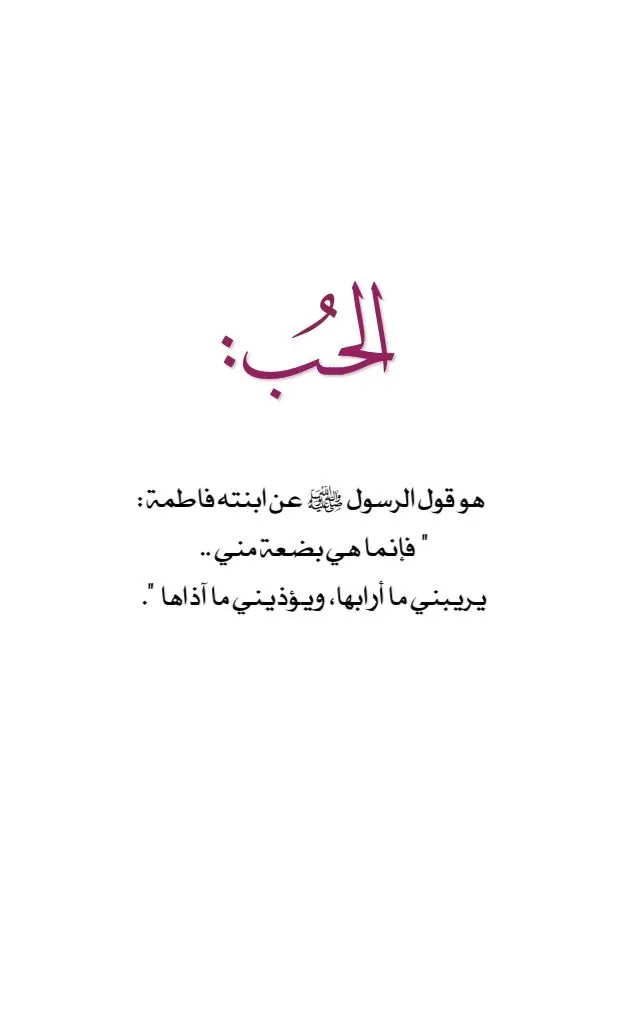 الحُب:
هو قول الرسول ﷺ عن ابنته فاطمة :
" فإنما هي بضعة مني ..
يريبني ما أرابها، ويؤذيني ما آذاها ".